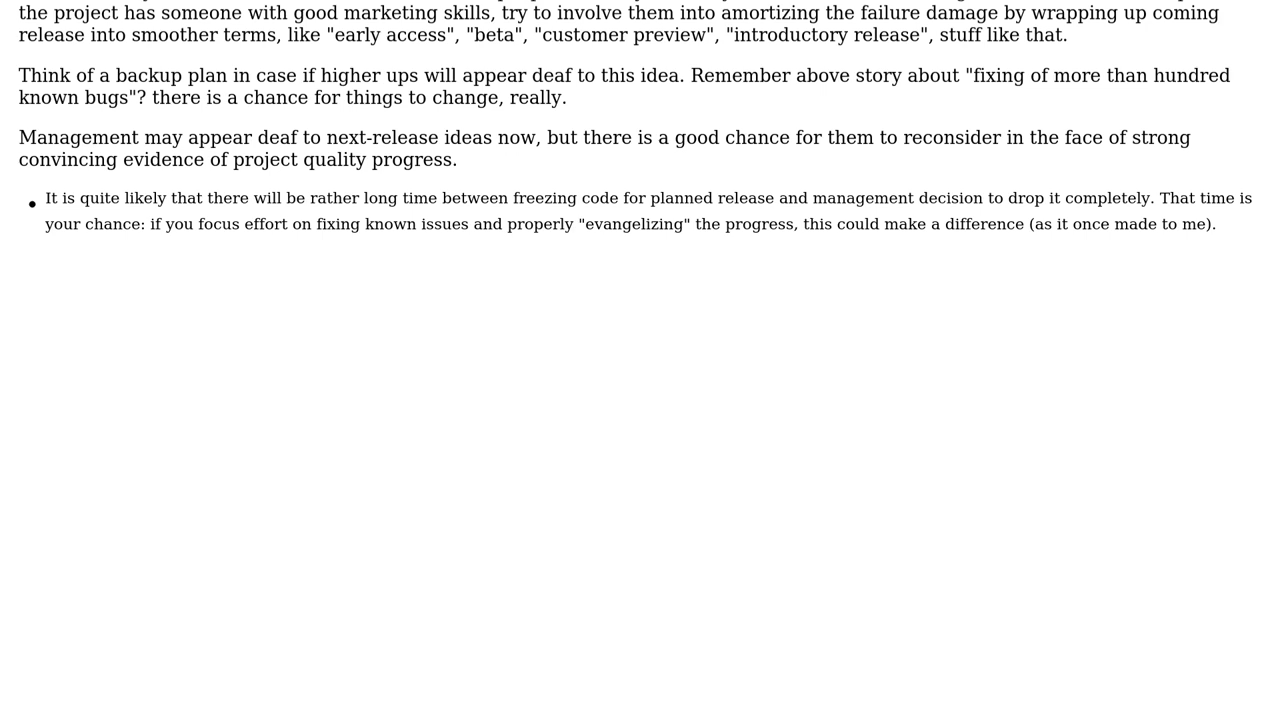 the project has someone with good marketing skills, try to involve them into amortizing the failure damage by wrapping up coming
release into smoother terms, like "early access", "beta", "customer preview", "introductory release", stuff like that.
Think of a backup plan in case if higher ups will appear deaf to this idea. Remember above story about "fixing of more than hundred
known bugs"? there is a chance for things to change, really.
Management may appear deaf to next-release ideas now, but there is a good chance for them to reconsider in the face of strong
convincing evidence of project quality progress.
• It is quite likely that there will be rather long time between freezing code for planned release and management decision to drop it completely. That time is
your chance: if you focus effort on fixing known issues and properly "evangelizing" the progress, this could make a difference (as it once made to me).